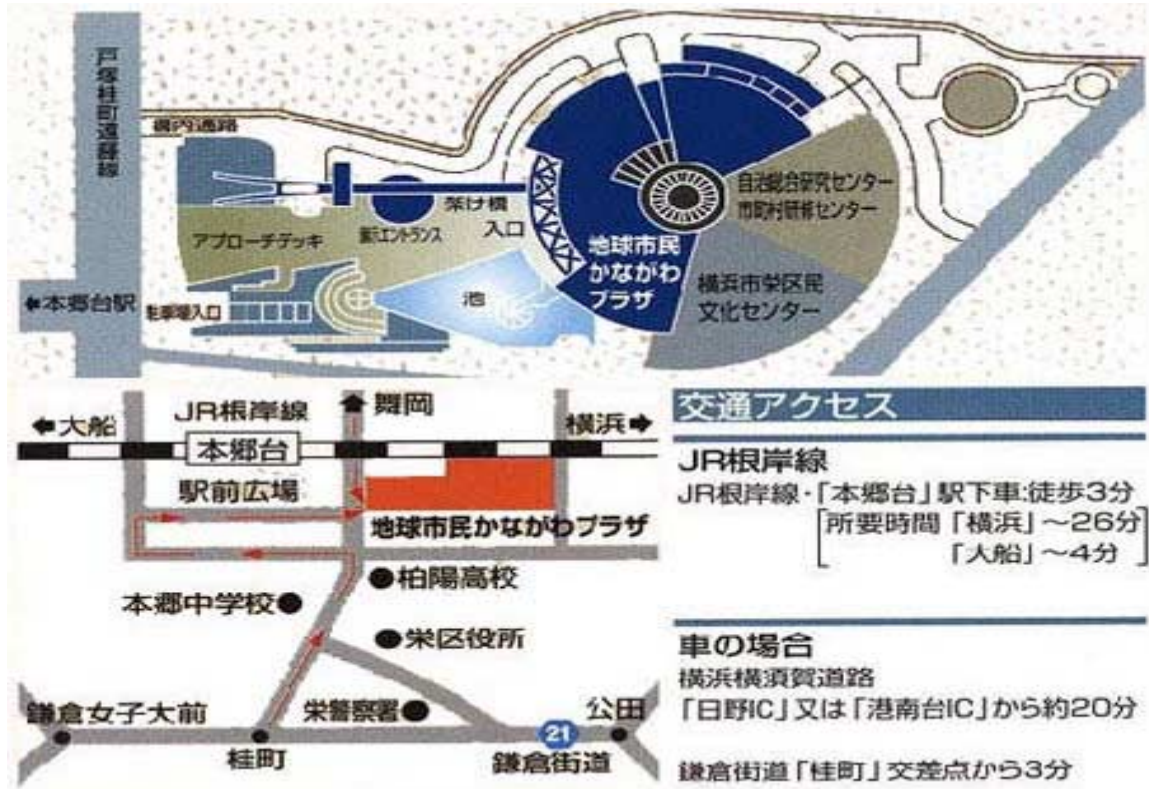 戸塚桂町道路線
構内通路
架け橋
入口
アプローチデッキ
展示エントランス
地球市民
かながわ
プラザ
自治総合研究センター
市町村研修センター
横浜市栄区民
文化センター
←本郷台駅
駐車場入口
池
←大船
JR根岸線
舞岡
横浜→
本郷台
駅前広場
地球市民かながわプラザ
柏陽高校
本郷中学校
栄区役所
鎌倉女子大前
栄警察署
公田
21
桂町
鎌倉街道
交通アクセス
JR根岸線
JR根岸線・「本郷台」駅下車:徒歩3分
所要時間「横浜」~26分
「大船」~4分
車の場合
横浜横須賀道路
「日野IC」又は「港南台IC」から約20分
鎌倉街道「桂町」交差点から3分